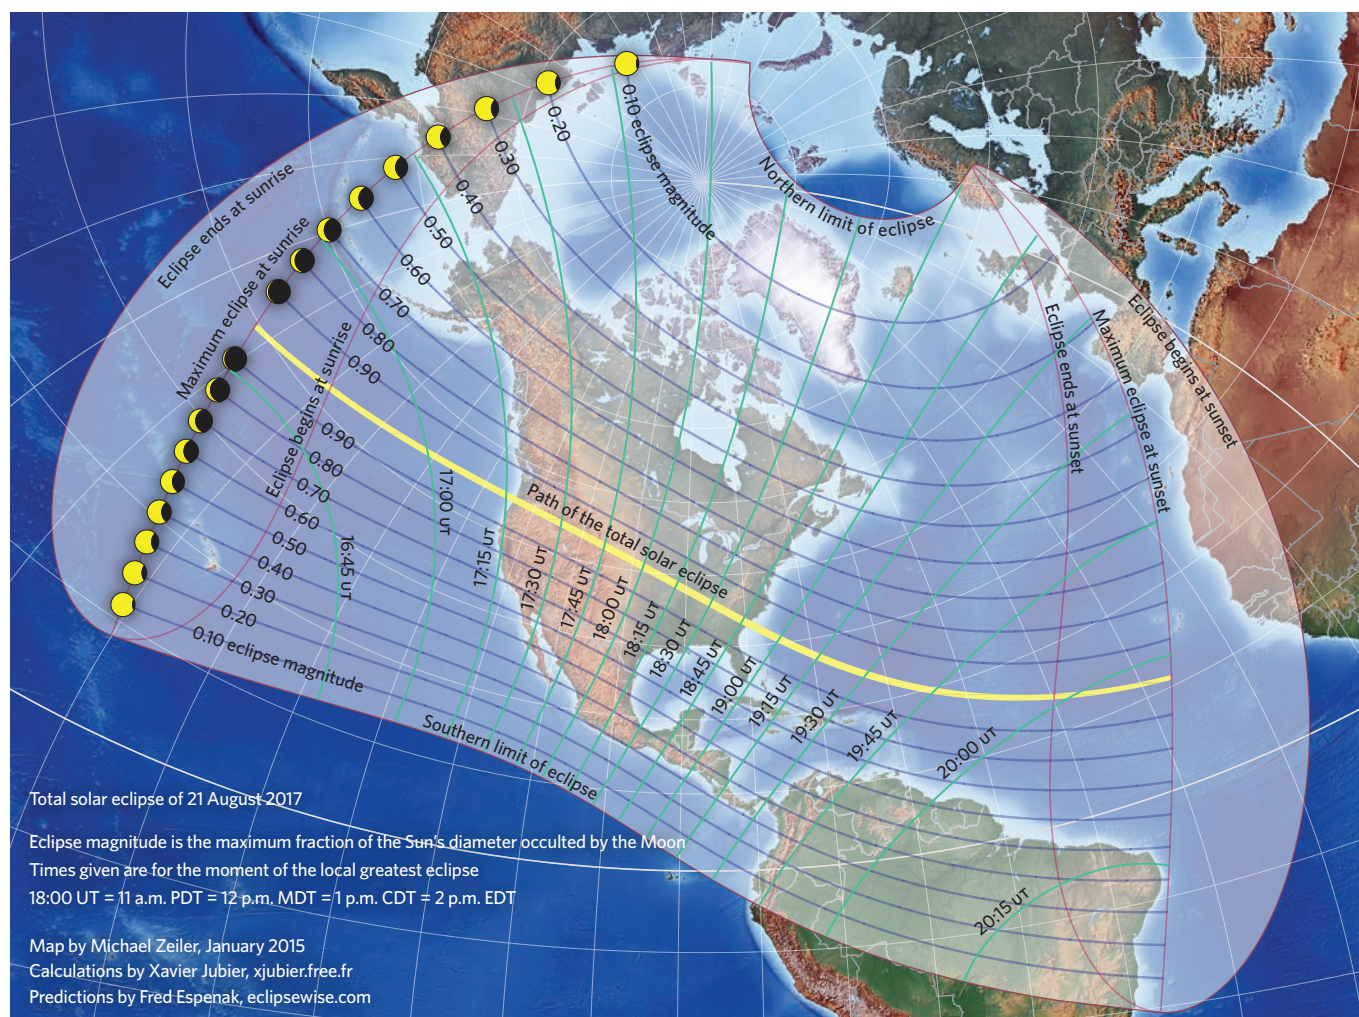 0.10 eclipse magnitude
0.20
0.30
0.40
0.50
0.60
0.70
0.80
0.90
Northern limit of eclipse
Eclipse ends at sunrise
Maximum eclipse at sunrise
Eclipse begins at sunrise
Eclipse ends at sunset
Maximum eclipse at sunset
Eclipse begins at sunset
0.90
0.80
0.70
0.60
0.50
0.40
0.30
0.20
0.10 eclipse magnitude
Path of the total solar eclipse
16:45 UT
17:00 UT
17:15 UT
17:30 UT
17:45 UT
18:00 UT
18:15 UT
18:30 UT
18:45 UT
19:00 UT
19:15 UT
19:30 UT
19:45 UT
20:00 UT
20:15 UT
Southern limit of eclipse
Total solar eclipse of 21 August 2017
Eclipse magnitude is the maximum fraction of the Sun's diameter occulted by the Moon
Times given are for the moment of the local greatest eclipse
18:00 UT = 11 a.m. PDT = 12 p.m. MDT = 1 p.m. CDT = 2 p.m. EDT
Map by Michael Zeiler, January 2015
Calculations by Xavier Jubier, xjubier.free.fr
Predictions by Fred Espenak, eclipsewise.com